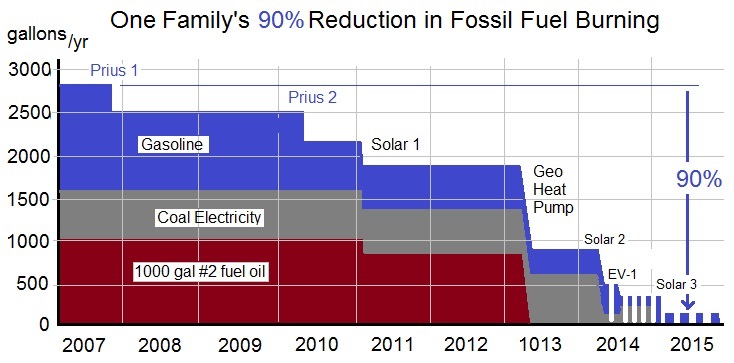 One Family's 90% Reduction in Fossil Fuel Burning
gallons/yr
3000
2500
2000
1500
1000
500
0
Prius 1
Prius 2
Gasoline
Solar 1
Geo
Heat
Pump
90%
Coal Electricity
Solar 2
1000 gal #2 fuel oil
EV-1
Solar 3
2007 2008 2009 2010 2011 2012 1013 2014 2015